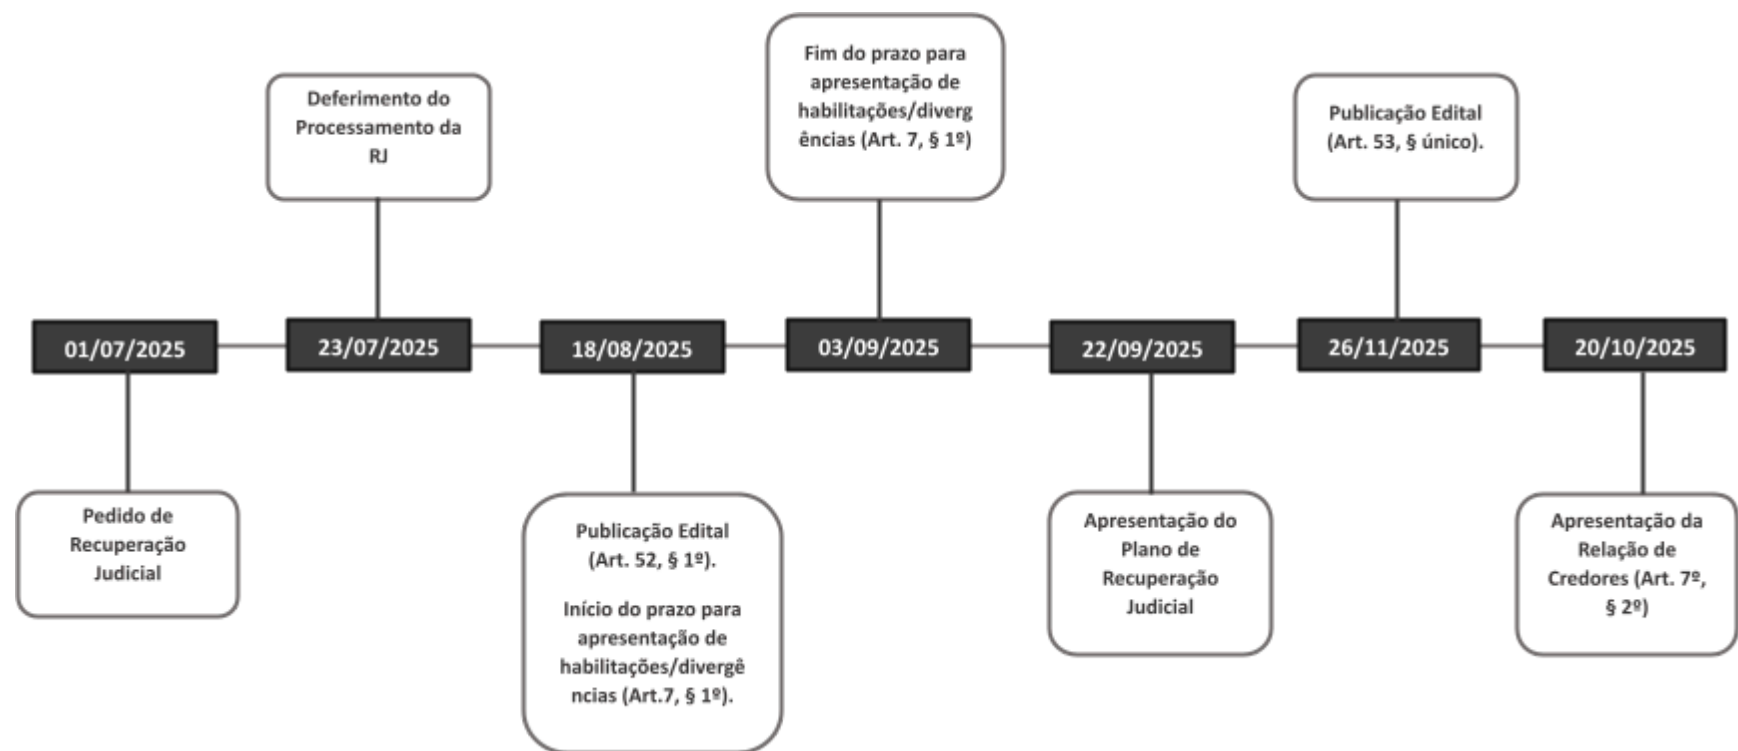 Fim do prazo para
apresentação de
habilitações/diverg
ências (Art. 7, § 1º)
Deferimento do
Processamento da
RJ
Publicação Edital
(Art. 53, § único).
01/07/2025
23/07/2025
18/08/2025
03/09/2025
22/09/2025
26/11/2025
20/10/2025
Pedido de
Recuperação
Judicial
Publicação Edital
(Art. 52, § 1º).
Início do prazo para
apresentação de
habilitações/divergê
ncias (Art.7, § 1º).
Apresentação do
Plano de
Recuperação
Judicial
Apresentação da
Relação de
Credores (Art. 7º,
§ 2º)